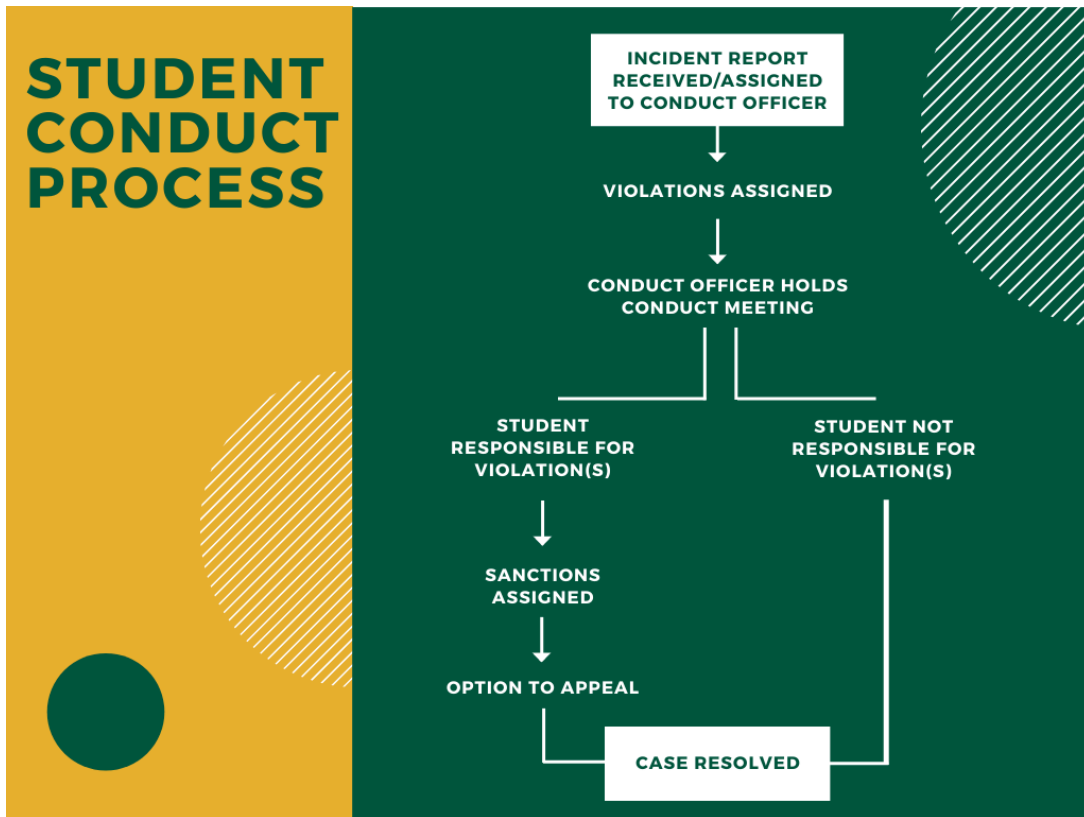 STUDENT
CONDUCT
PROCESS
INCIDENT REPORT
RECEIVED/ASSIGNED
TO CONDUCT OFFICER
VIOLATIONS ASSIGNED
CONDUCT OFFICER HOLDS
CONDUCT MEETING
STUDENT
RESPONSIBLE FOR
VIOLATION(S)
STUDENT NOT
RESPONSIBLE FOR
VIOLATION(S)
SANCTIONS
ASSIGNED
OPTION TO APPEAL
CASE RESOLVED